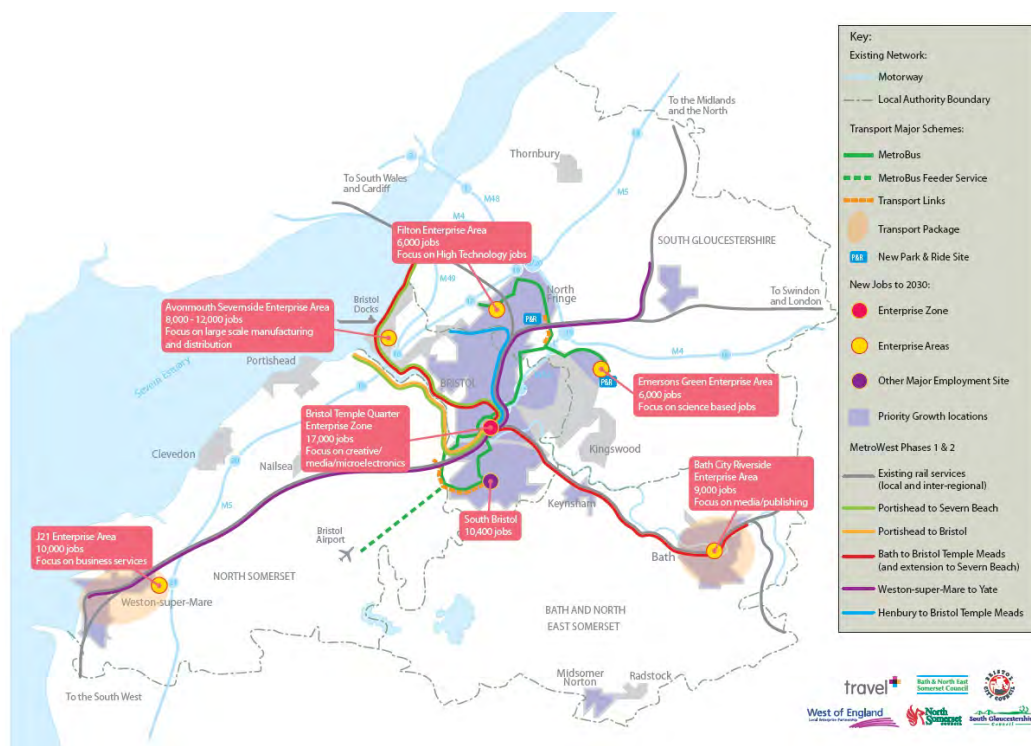 To the Midlands
and the North
Thornbury
To South Wales
and Cardiff
M5
M48
M4
Filton Enterprise Area
6,000 jobs
Focus on High Technology jobs
SOUTH GLOUCESTERSHIRE
M49
North
Fringe
To Swindon
and London
Avonmouth Severnside Enterprise Area
8,000 - 12,000 jobs
Focus on large scale manufacturing
and distribution
Bristol
Docks
P&R
M4
Severn Estuary
Portishead
BRISTOL
P&R
Emersons Green Enterprise Area
6,000 jobs
Focus on science based jobs
Bristol Temple Quarter
Enterprise Zone
17,000 jobs
Focus on creative/
media/microelectronics
Kingswood
Clevedon
Nailsea
M5
Keynsham
Bath City Riverside
Enterprise Area
9,000 jobs
Focus on media/publishing
South Bristol
10,400 jobs
Bristol
Airport
J21 Enterprise Area
10,000 jobs
Focus on business services
Bath
NORTH SOMERSET
Weston-super-Mare
BATH AND NORTH
EAST SOMERSET
Midsomer
Norton
Radstock
To the South West
Key:
Existing Network:
Motorway
Local Authority Boundary
Transport Major Schemes:
MetroBus
MetroBus Feeder Service
Transport Links
Transport Package
P&R
New Park & Ride Site
New Jobs to 2030:
Enterprise Zone
Enterprise Areas
Other Major Employment Site
Priority Growth locations
MetroWest Phases 1 & 2
Existing rail services
(local and inter-regional)
Portishead to Severn Beach
Portishead to Bristol
Bath to Bristol Temple Meads
(and extension to Severn Beach)
Weston-super-Mare to Yate
Henbury to Bristol Temple Meads
travel+
Bath & North East
Somerset Council
BRISTOL
CITY COUNCIL
West of England
Local Enterprise Partnership
North
Somerset
COUNCIL
South Gloucestershire
Council